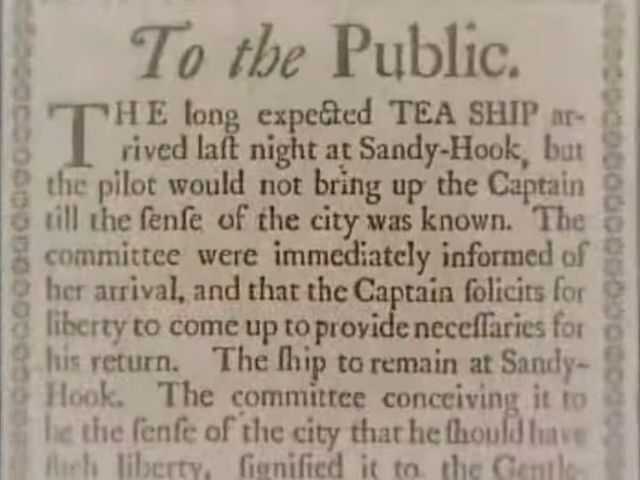 To the Public.
THE long expected TEA SHIP ar-
rived laſt night at Sandy-Hook, but
the pilot would not bring up the Captain
till the ſenſe of the city was known. The
committee were immediately informed of
her arrival, and that the Captain ſolicits for
liberty to come up to provide neceſſaries for
his return. The ſhip to remain at Sandy-
Hook. The committee conceiving it to
be the ſenſe of the city that he ſhould have
ſuch liberty, ſignified it to the Gentle-